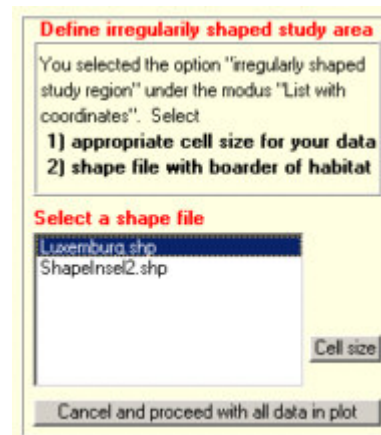 Define irregularily shaped study area
You selected the option "irregularly shaped
study region" under the modus "List with
coordinates". Select
1) appropriate cell size for your data
2) shape file with boarder of habitat
Select a shape file
Luxemburg.shp
ShapeInsel2.shp
Cell size
Cancel and proceed with all data in plot